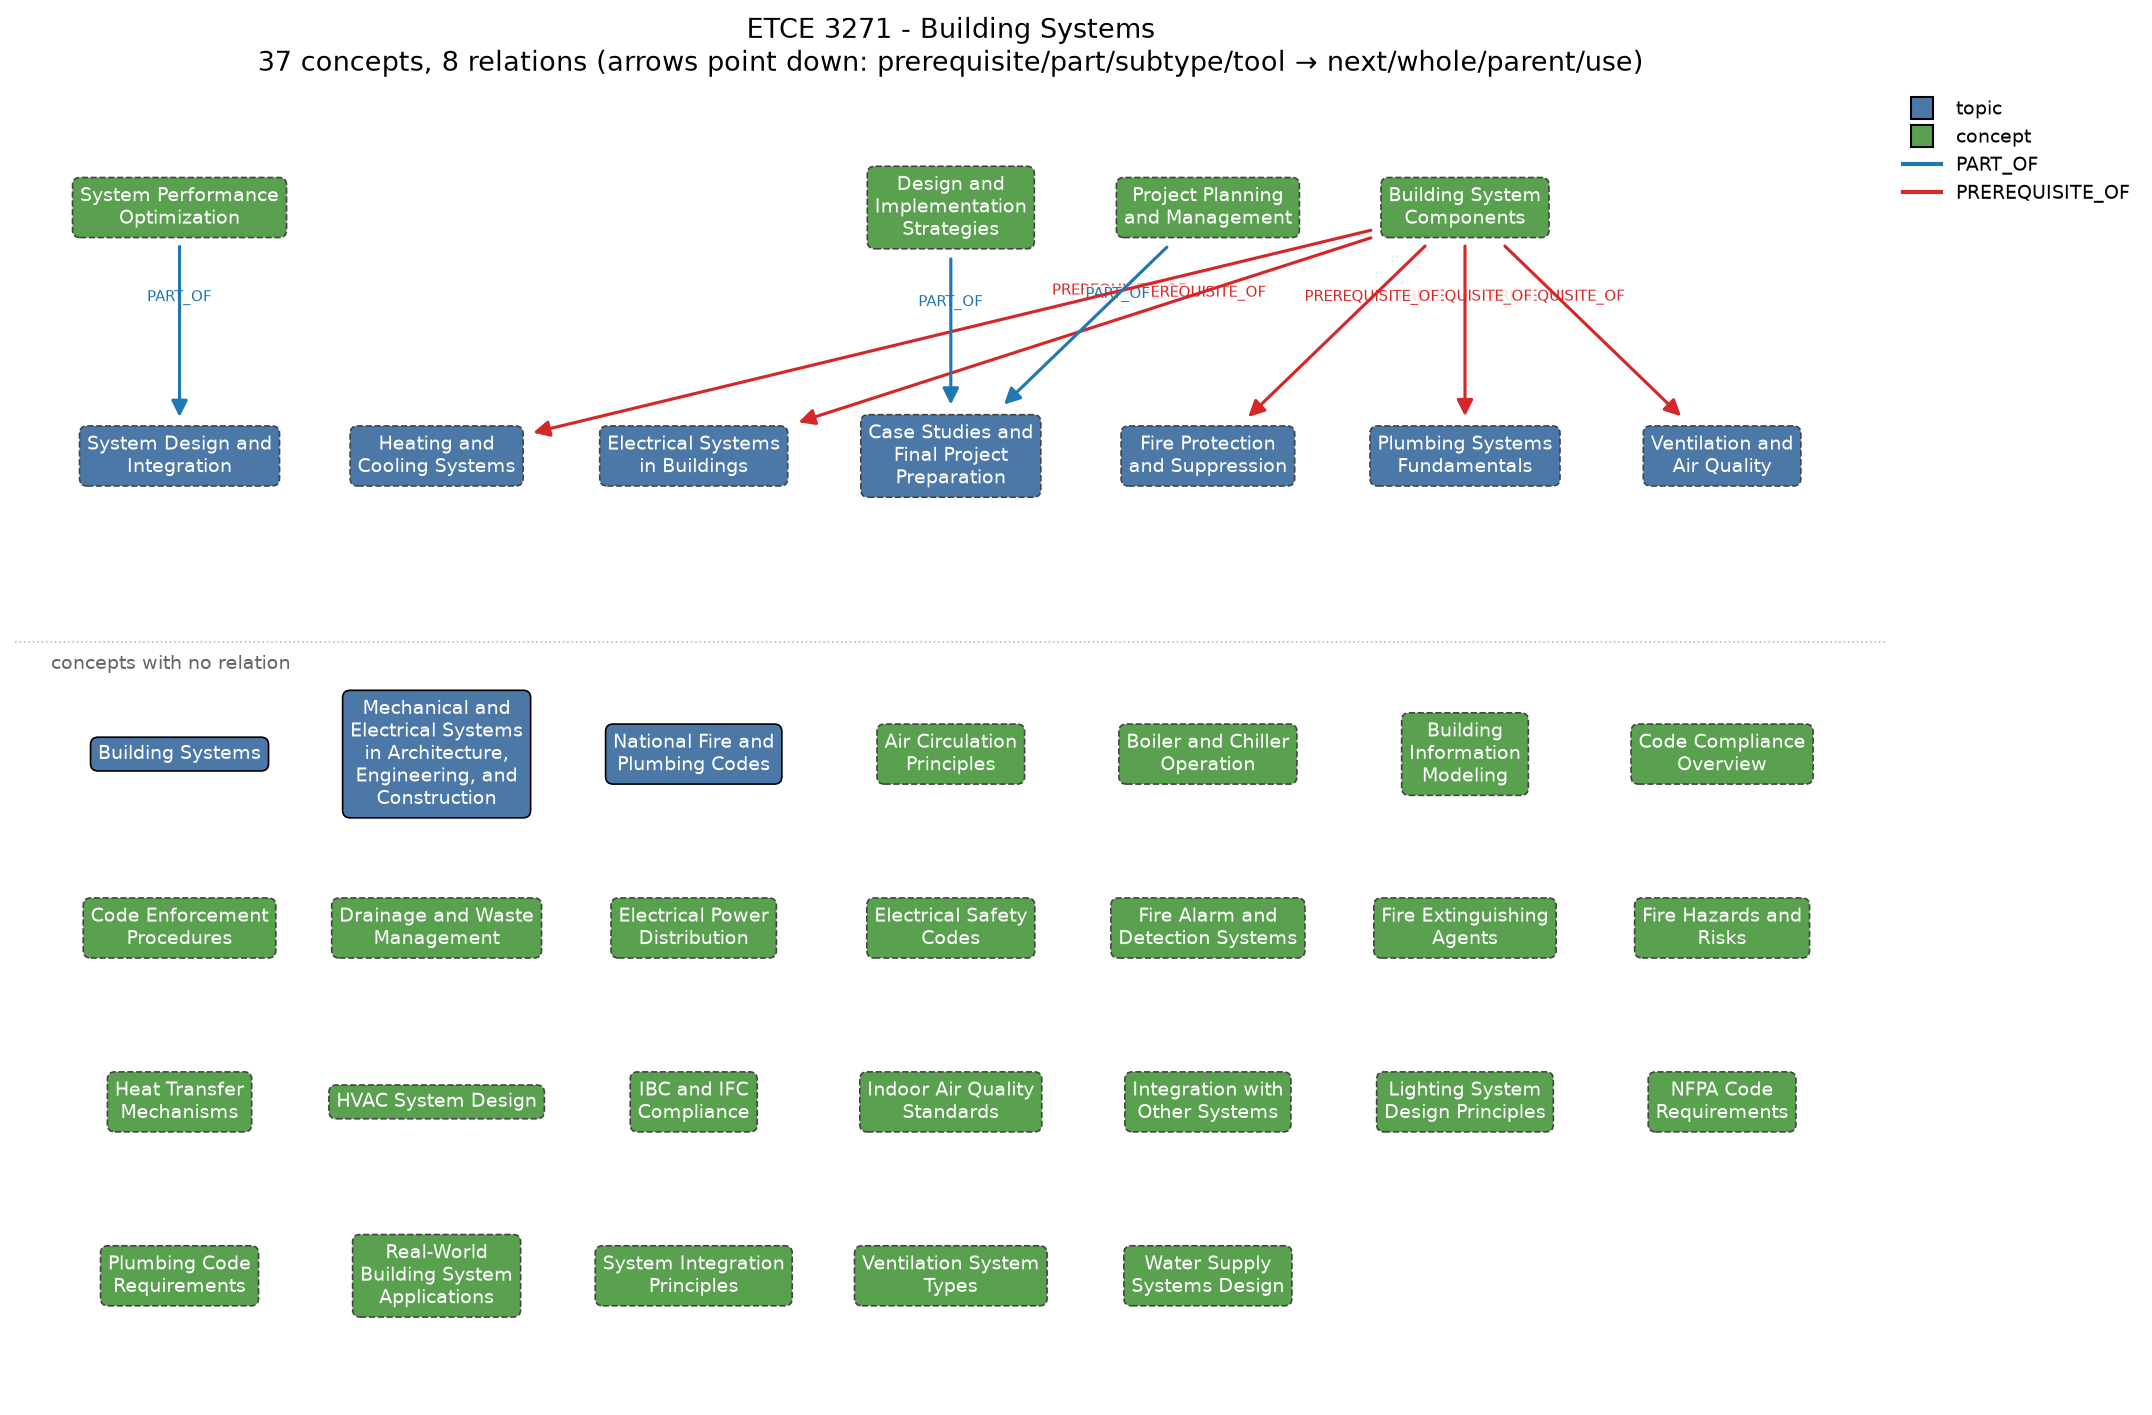 ETCE 3271 - Building Systems
37 concepts, 8 relations (arrows point down: prerequisite/part/subtype/tool → next/whole/parent/use)
topic
concept
PART_OF
PREREQUISITE_OF
System Performance
Optimization
Design and
Implementation
Strategies
Project Planning
and Management
Building System
Components
PART_OF
PART_OF
PART_OF
PREREQUISITE_OF
System Design and
Integration
Heating and
Cooling Systems
Electrical Systems
in Buildings
Case Studies and
Final Project
Preparation
Fire Protection
and Suppression
Plumbing Systems
Fundamentals
Ventilation and
Air Quality
concepts with no relation
Building Systems
Mechanical and
Electrical Systems
in Architecture,
Engineering, and
Construction
National Fire and
Plumbing Codes
Air Circulation
Principles
Boiler and Chiller
Operation
Building
Information
Modeling
Code Compliance
Overview
Code Enforcement
Procedures
Drainage and Waste
Management
Electrical Power
Distribution
Electrical Safety
Codes
Fire Alarm and
Detection Systems
Fire Extinguishing
Agents
Fire Hazards and
Risks
Heat Transfer
Mechanisms
HVAC System Design
IBC and IFC
Compliance
Indoor Air Quality
Standards
Integration with
Other Systems
Lighting System
Design Principles
NFPA Code
Requirements
Plumbing Code
Requirements
Real-World
Building System
Applications
System Integration
Principles
Ventilation System
Types
Water Supply
Systems Design